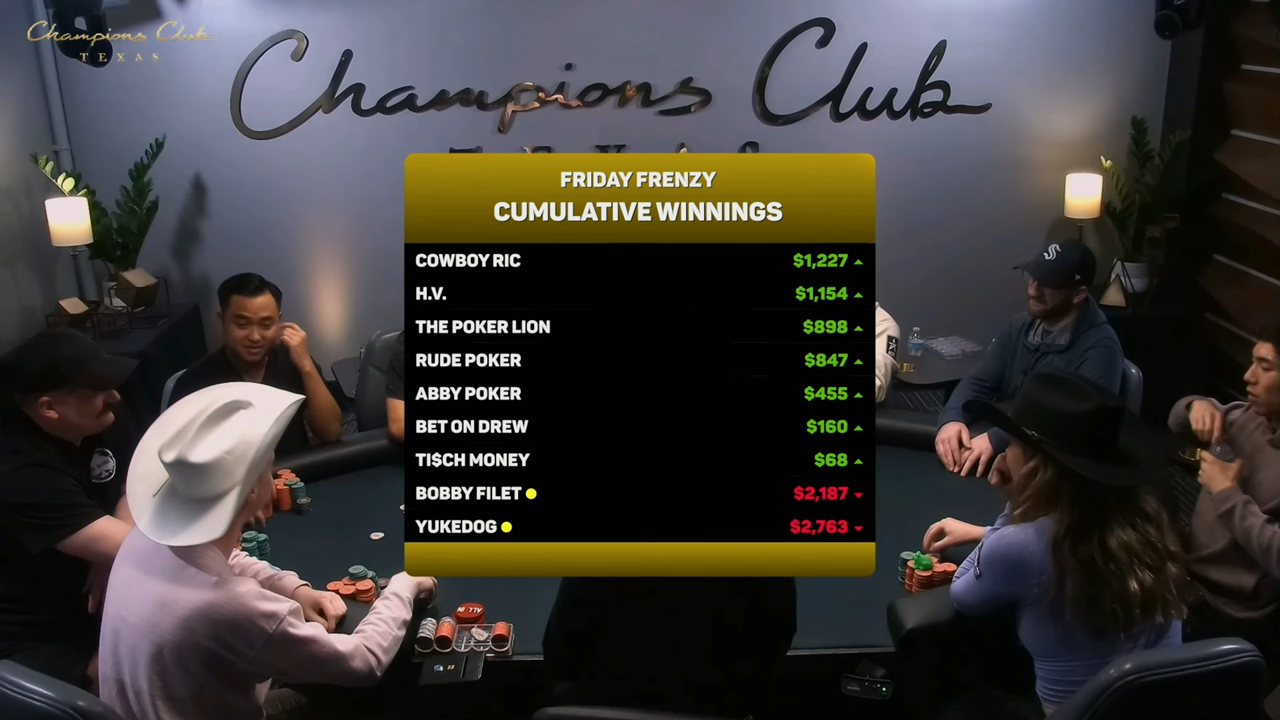 Champions Club
TEXAS
Champions Club
FRIDAY FRENZY
CUMULATIVE WINNINGS
COWBOY RIC $1,227
H.V. $1,154
THE POKER LION $898
RUDE POKER $847
ABBY POKER $455
BET ON DREW $160
TI$CH MONEY $68
BOBBY FILET $2,187
YUKEDOG $2,763
ALL IN